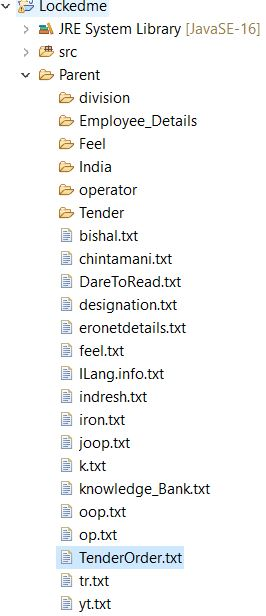 Lockedme
JRE System Library [JavaSE-16]
src
Parent
division
Employee_Details
Feel
India
operator
Tender
bishal.txt
chintamani.txt
DareToRead.txt
designation.txt
eronetdetails.txt
feel.txt
ILang.info.txt
indresh.txt
iron.txt
joop.txt
k.txt
knowledge_Bank.txt
oop.txt
op.txt
TenderOrder.txt
tr.txt
yt.txt